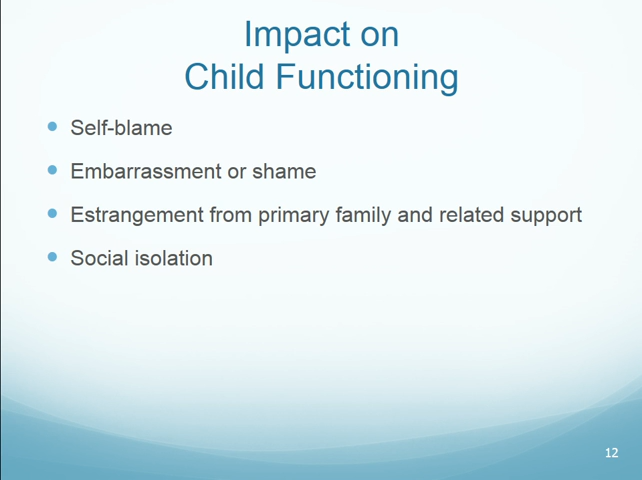 Impact on
Child Functioning
Self-blame
Embarrassment or shame
Estrangement from primary family and related support
Social isolation
12